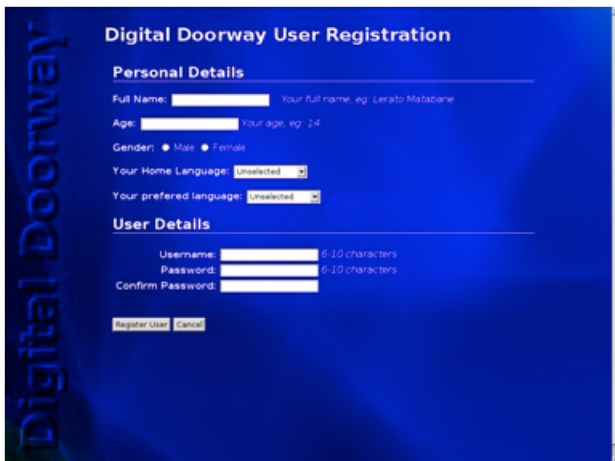 Digital Doorway
Digital Doorway User Registration
Personal Details
Full Name: Your full name, eg: Lerato Matabane
Age: Your age, eg: 14
Gender: Male Female
Your Home Language: Unselected
Your prefered language: Unselected
User Details
Username: 6-10 characters
Password: 6-10 characters
Confirm Password:
Register User Cancel